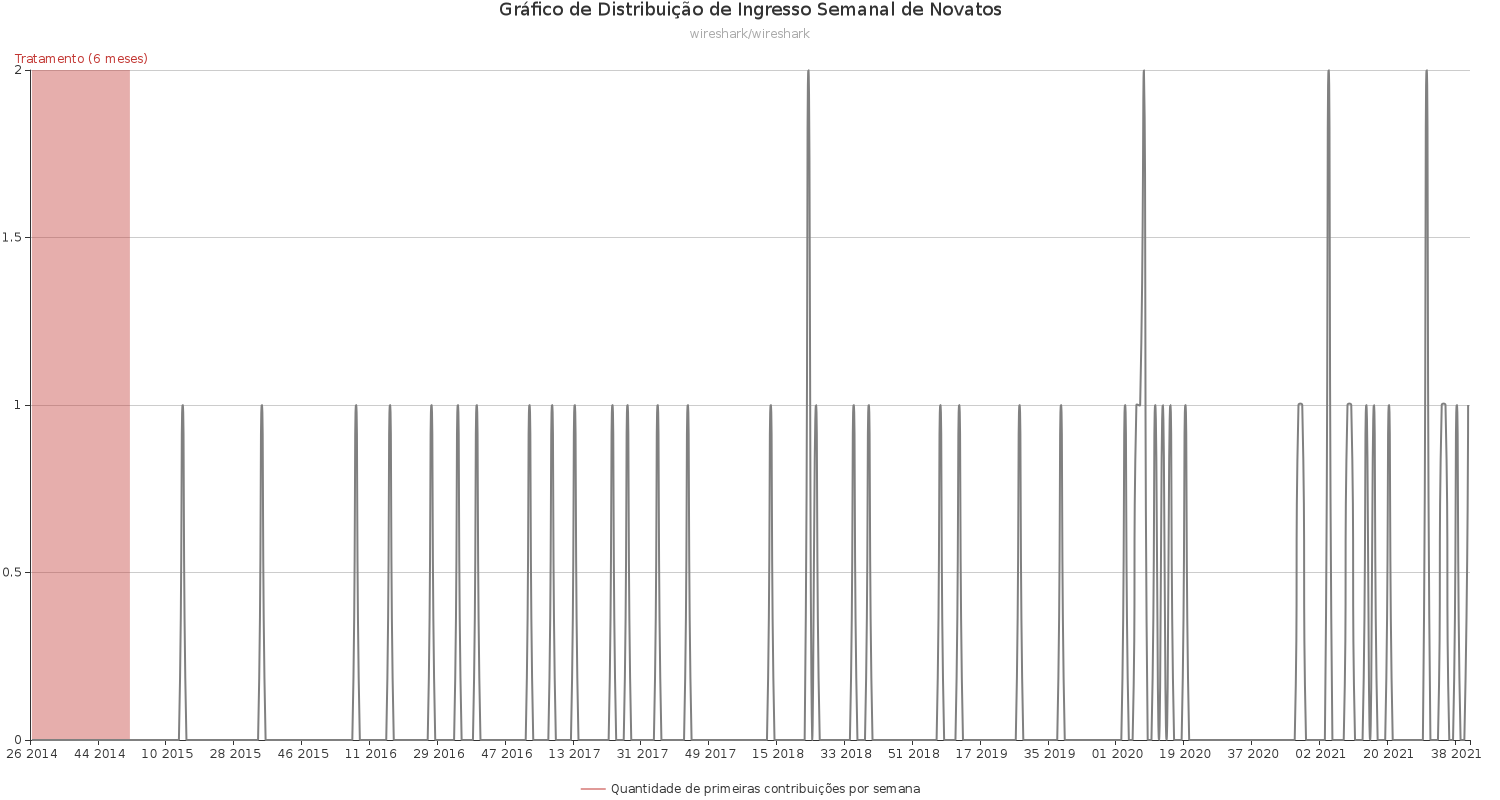 Gráfico de Distribuição de Ingresso Semanal de Novatos
wireshark/wireshark
Tratamento (6 meses)
2
1.5
1
0.5
0
26 2014 44 2014 10 2015 28 2015 46 2015 11 2016 29 2016 47 2016 13 2017 31 2017 49 2017 15 2018 33 2018 51 2018 17 2019 35 2019 01 2020 19 2020 37 2020 02 2021 20 2021 38 2021
Quantidade de primeiras contribuições por semana